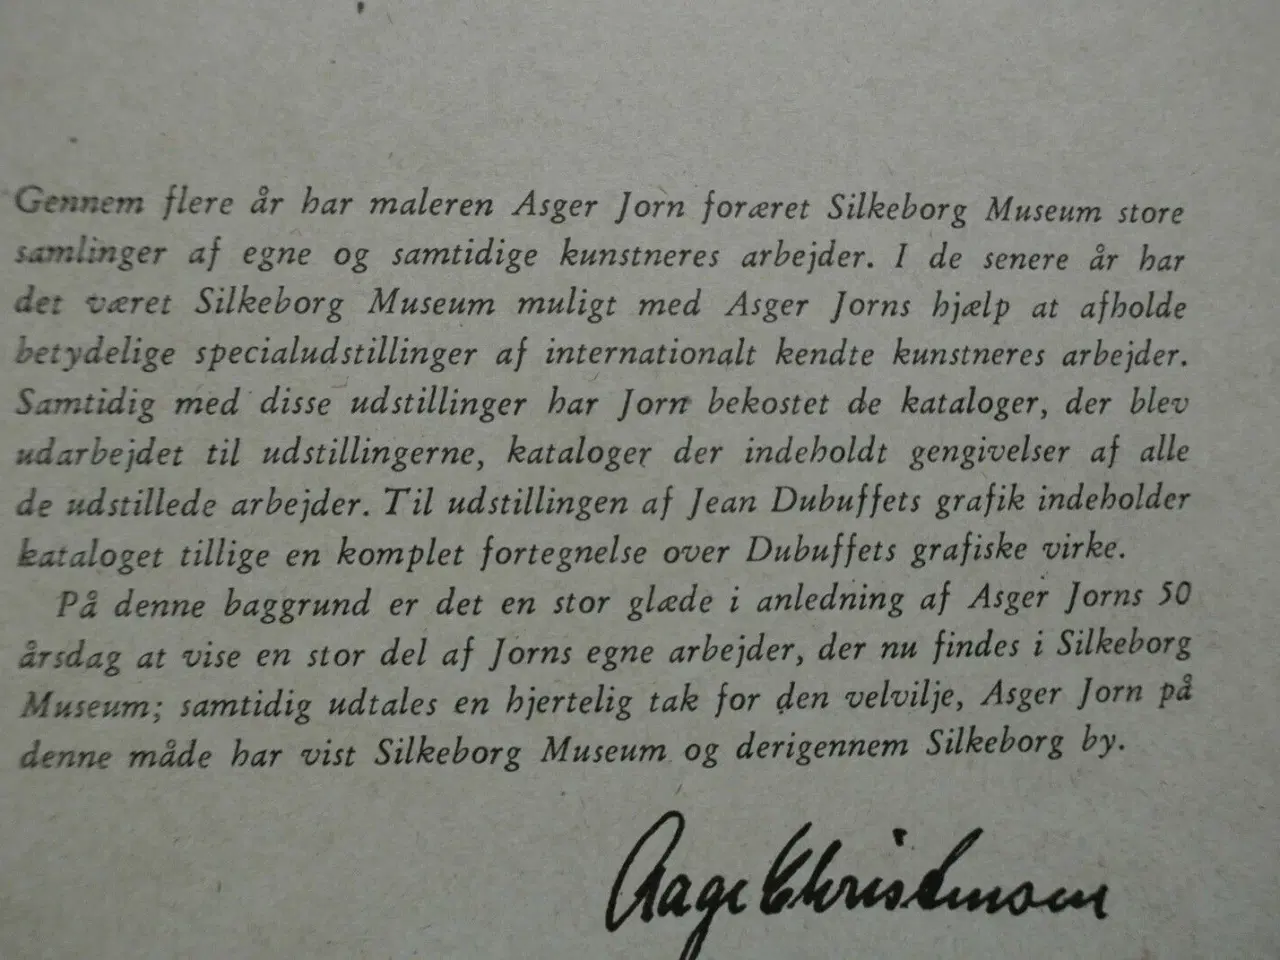 Gennem flere år har maleren Asger Jorn foræret Silkeborg Museum store
samlinger af egne og samtidige kunstneres arbejder. I de senere år har
det været Silkeborg Museum muligt med Asger Jorns hjælp at afholde
betydelige specialudstillinger af internationalt kendte kunstneres arbejder.
Samtidig med disse udstillinger har Jorn bekostet de kataloger, der blev
udarbejdet til udstillingerne, kataloger der indeholdt gengivelser af alle
de udstillede arbejder. Til udstillingen af Jean Dubuffets grafik indeholder
kataloget tillige en komplet fortegnelse over Dubuffets grafiske virke.
På denne baggrund er det en stor glæde i anledning af Asger Jorns 50
årsdag at vise en stor del af Jorns egne arbejder, der nu findes i Silkeborg
Museum; samtidig udtales en hjertelig tak for den velvilje, Asger Jorn på
denne måde har vist Silkeborg Museum og derigennem Silkeborg by.
Aage Christensen